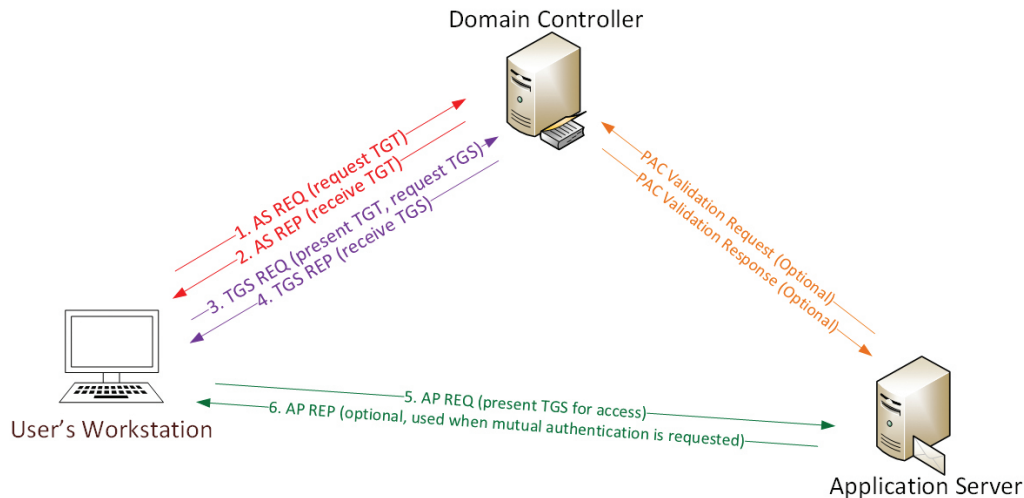 Domain Controller
1. AS REQ (request TGT)
2. AS REP (receive TGT)
3. TGS REQ (present TGT, request TGS)
4. TGS REP (receive TGS)
PAC Validation Request (Optional)
PAC Validation Response (Optional)
5. AP REQ (present TGS for access)
6. AP REP (optional, used when mutual authentication is requested)
User's Workstation
Application Server